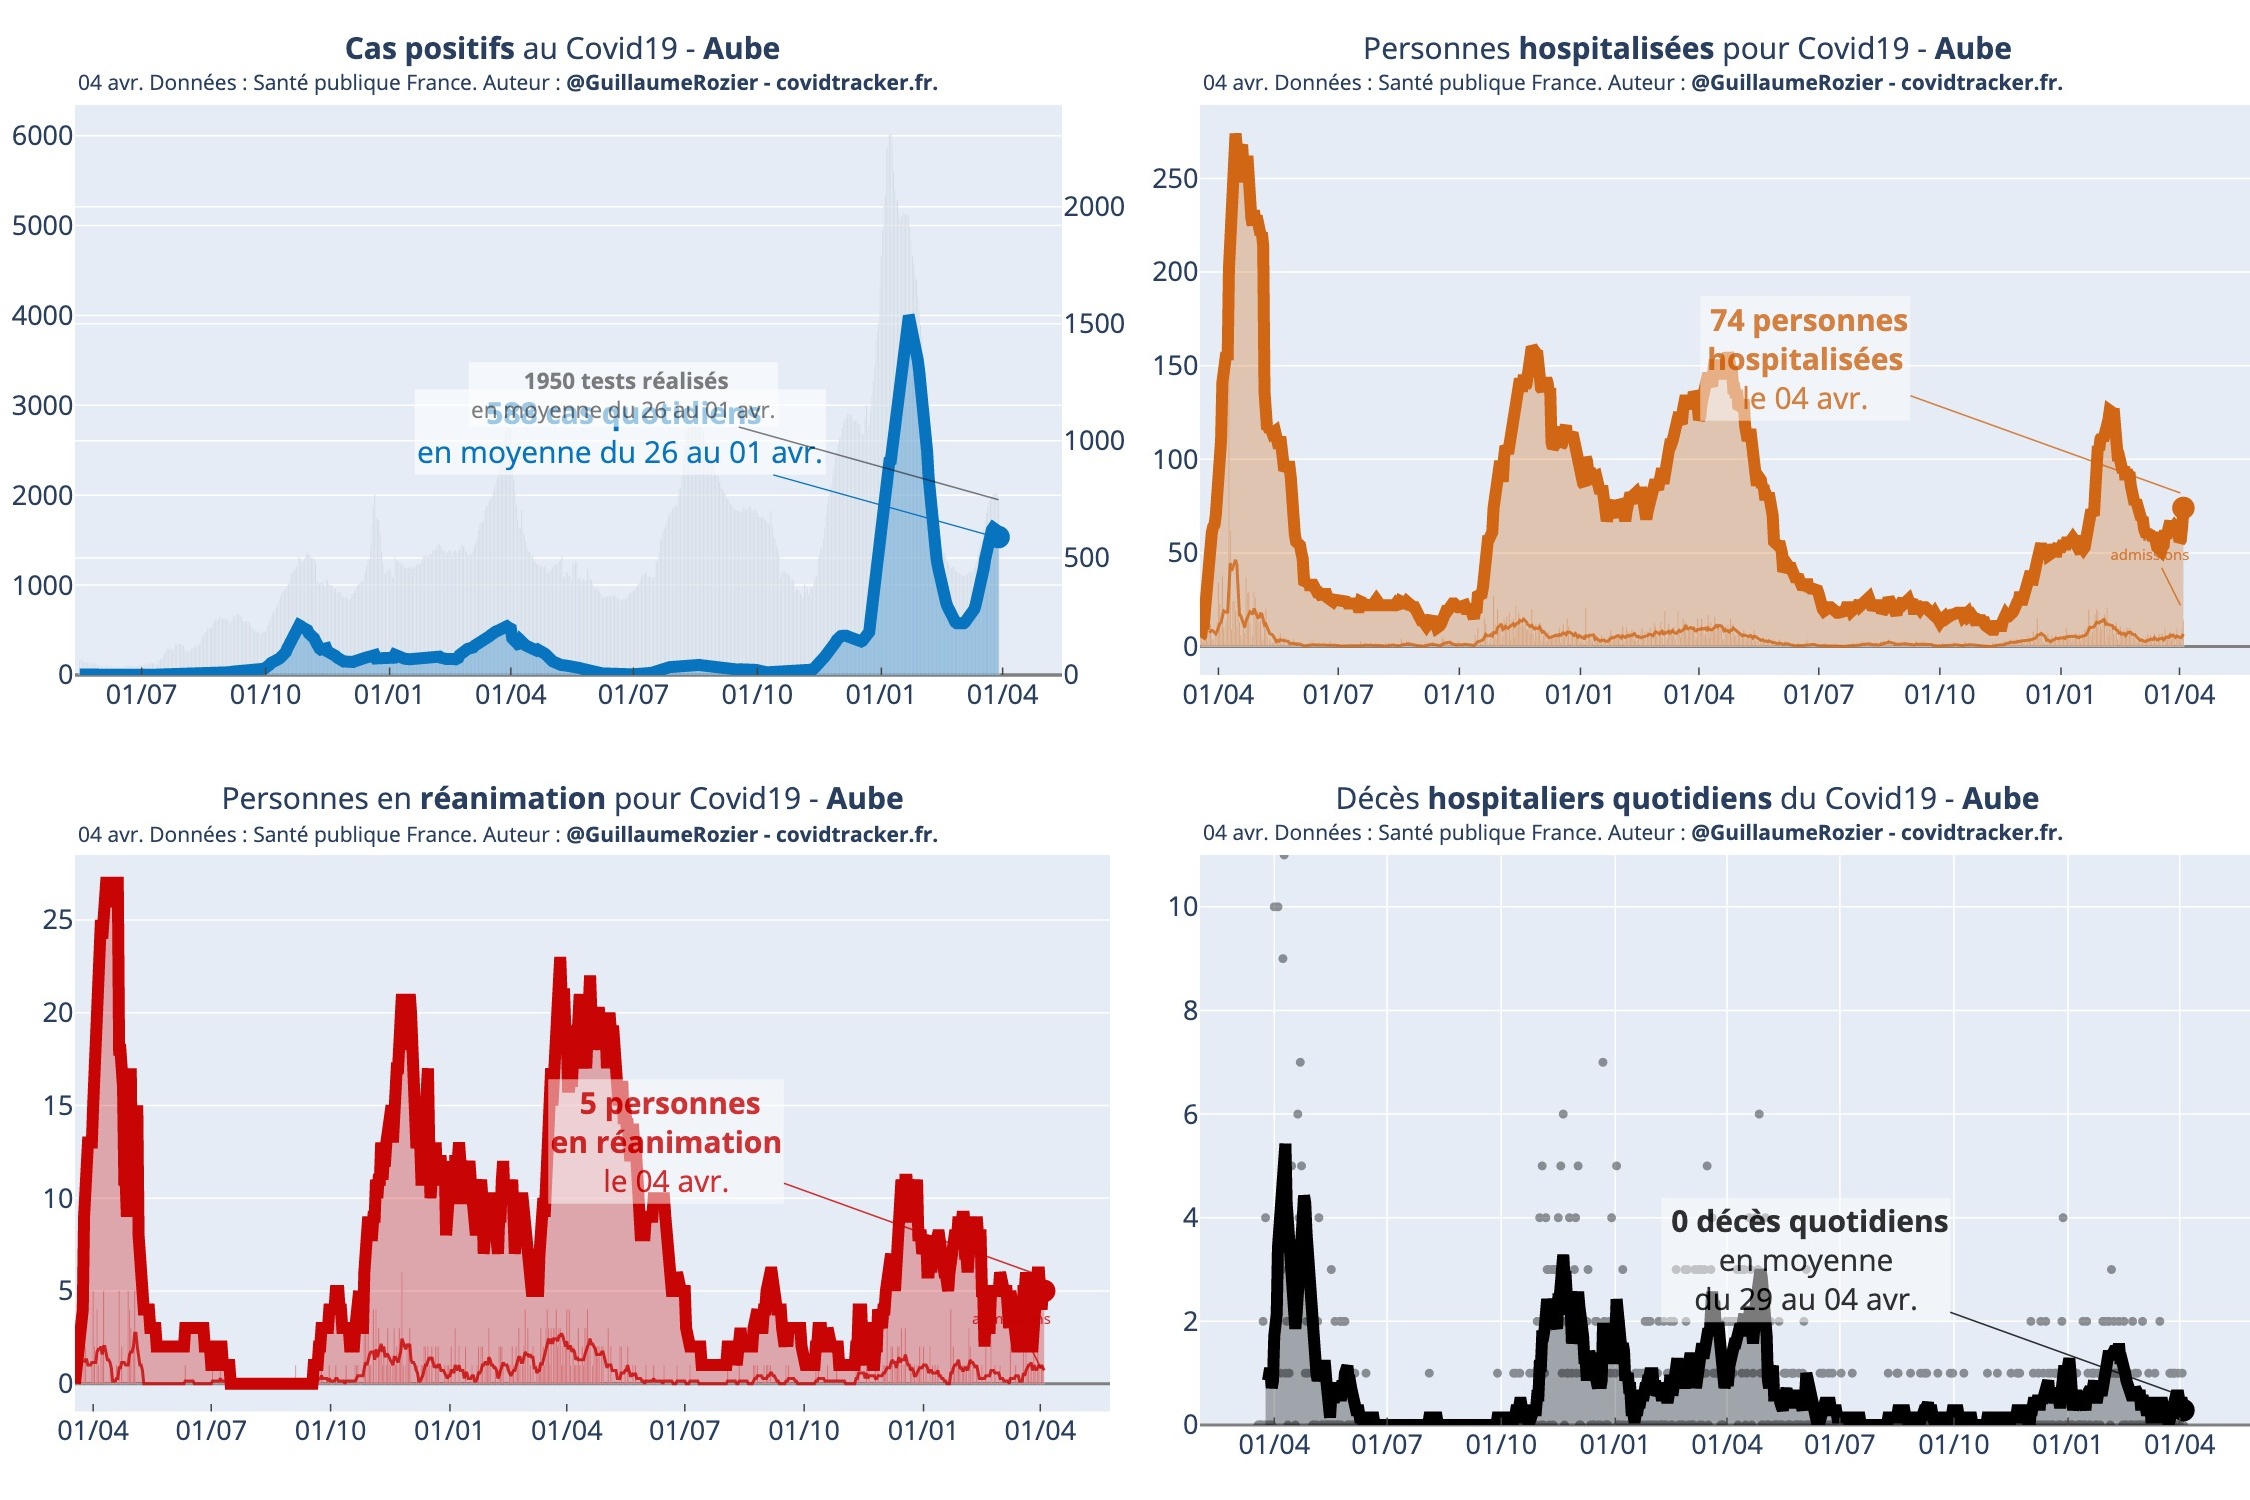 Cas positifs au Covid19 - Aube
04 avr. Données : Santé publique France. Auteur : @GuillaumeRozier - covidtracker.fr.
6000
5000
4000
3000
2000
1000
0
2000
1500
1000
500
0
1950 tests réalisés
en moyenne du 26 au 01 avr.
588 cas quotidiens
en moyenne du 26 au 01 avr.
01/07 01/10 01/01 01/04 01/07 01/10 01/01 01/04
Personnes hospitalisées pour Covid19 - Aube
04 avr. Données : Santé publique France. Auteur : @GuillaumeRozier - covidtracker.fr.
250
200
150
100
50
0
74 personnes
hospitalisées
le 04 avr.
admissions
01/04 01/07 01/10 01/01 01/04 01/07 01/10 01/01 01/04
Personnes en réanimation pour Covid19 - Aube
04 avr. Données : Santé publique France. Auteur : @GuillaumeRozier - covidtracker.fr.
25
20
15
10
5
0
5 personnes
en réanimation
le 04 avr.
admissions
01/04 01/07 01/10 01/01 01/04 01/07 01/10 01/01 01/04
Décès hospitaliers quotidiens du Covid19 - Aube
04 avr. Données : Santé publique France. Auteur : @GuillaumeRozier - covidtracker.fr.
10
8
6
4
2
0
0 décès quotidiens
en moyenne
du 29 au 04 avr.
01/04 01/07 01/10 01/01 01/04 01/07 01/10 01/01 01/04